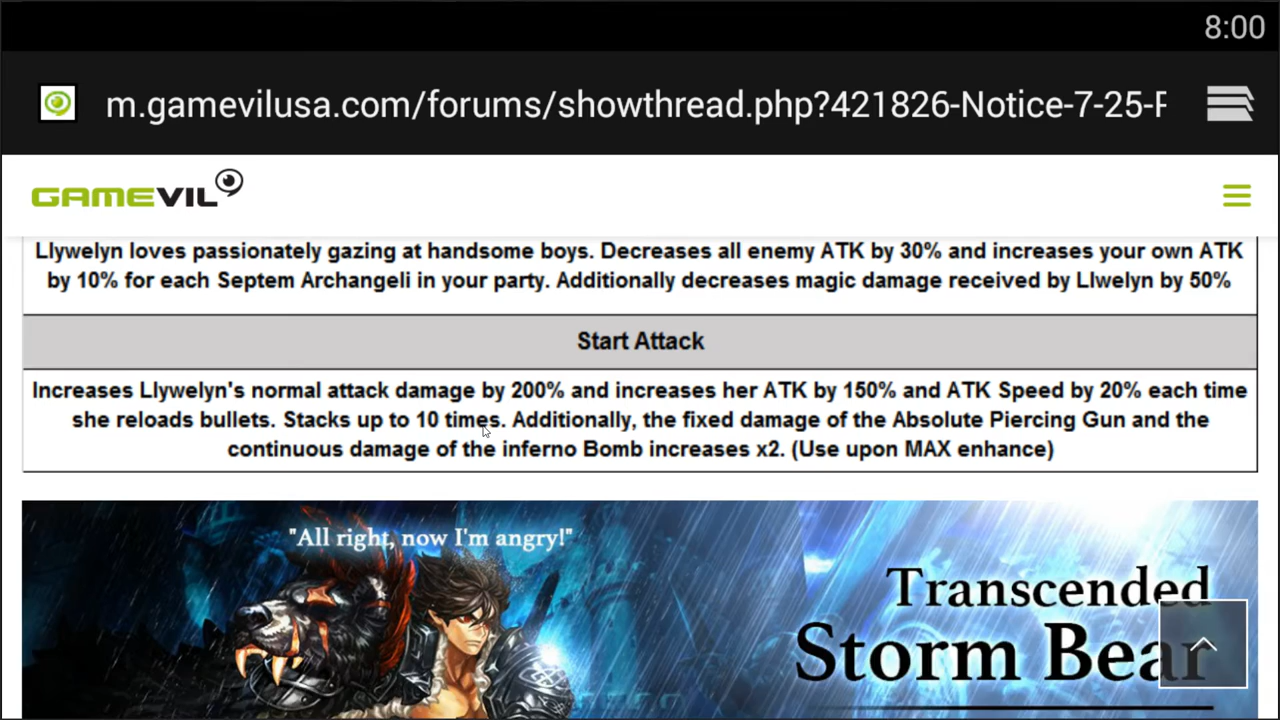 8:00
m.gamevilusa.com/forums/showthread.php?421826-Notice-7-25-F
GAMEVIL
Llywelyn loves passionately gazing at handsome boys. Decreases all enemy ATK by 30% and increases your own ATK
by 10% for each Septem Archangeli in your party. Additionally decreases magic damage received by Llwelyn by 50%
Start Attack
Increases Llywelyn's normal attack damage by 200% and increases her ATK by 150% and ATK Speed by 20% each time
she reloads bullets. Stacks up to 10 times. Additionally, the fixed damage of the Absolute Piercing Gun and the
continuous damage of the inferno Bomb increases x2. (Use upon MAX enhance)
"All right, now I'm angry!"
Transcended
Storm Bear